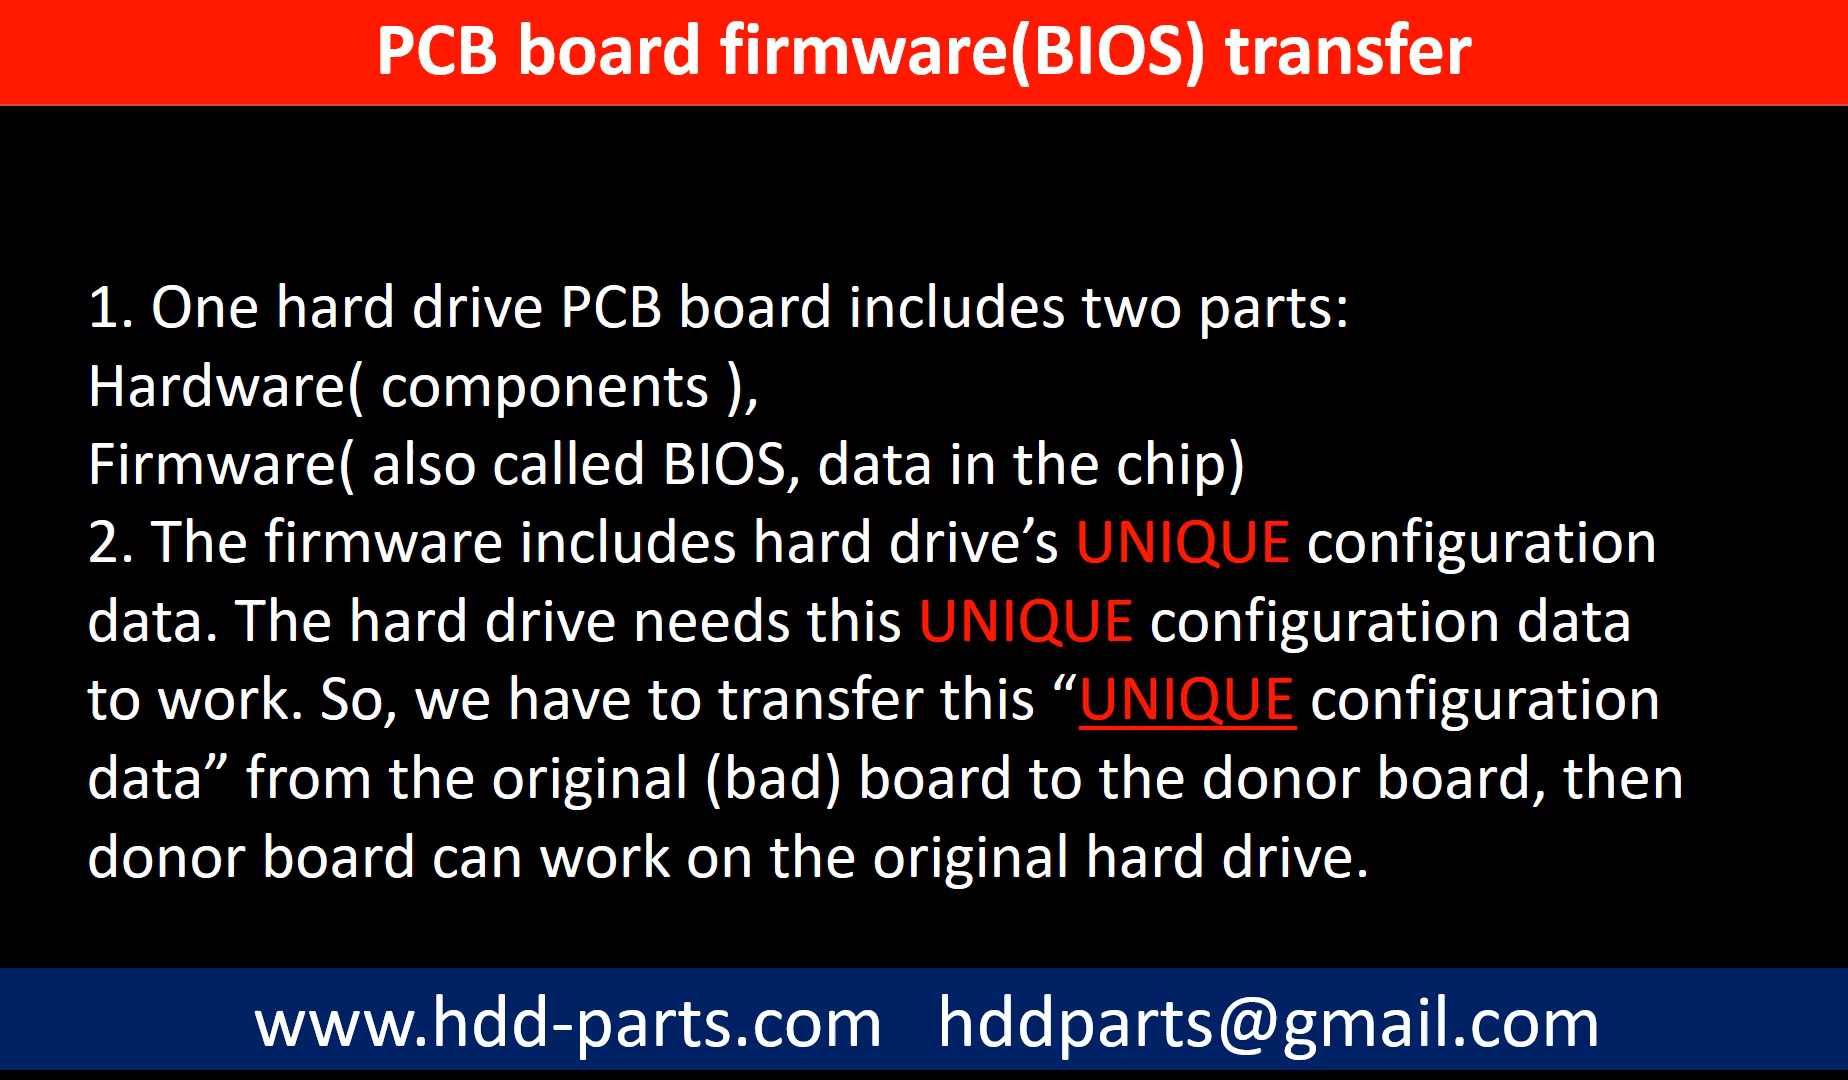 PCB board firmware(BIOS) transfer
1. One hard drive PCB board includes two parts:
Hardware( components ),
Firmware( also called BIOS, data in the chip)
2. The firmware includes hard drive’s UNIQUE configuration
data. The hard drive needs this UNIQUE configuration data
to work. So, we have to transfer this “UNIQUE configuration
data” from the original (bad) board to the donor board, then
donor board can work on the original hard drive.
www.hdd-parts.com hddparts@gmail.com